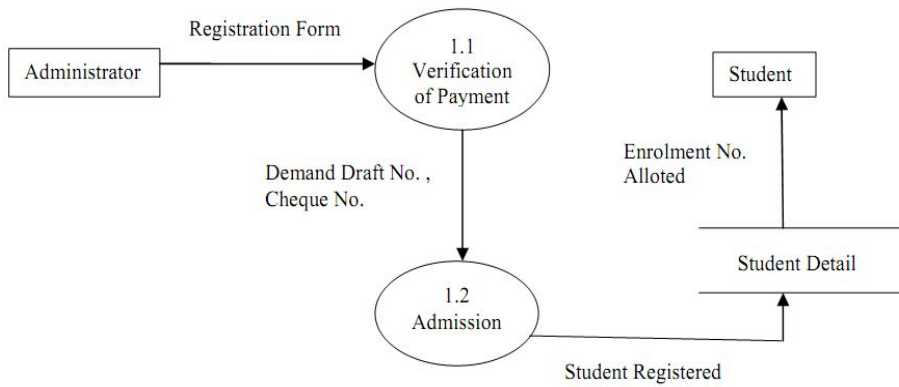 Registration Form
Administrator
1.1
Verification
of Payment
Student
Demand Draft No. ,
Cheque No.
Enrolment No.
Alloted
Student Detail
1.2
Admission
Student Registered